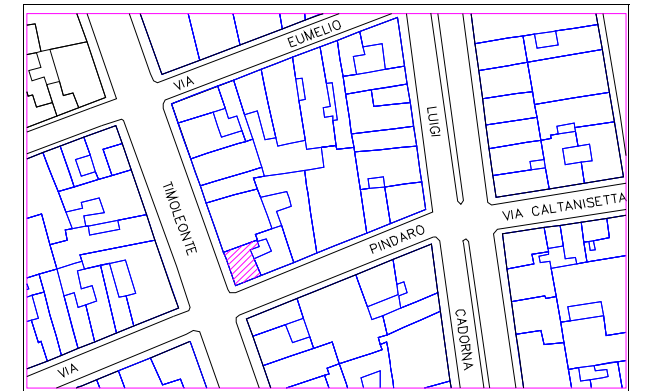 VIA EUMELIO
LUIGI
TIMOLEONTE
VIA CALTANISETTA
PINDARO
CADORNA
VIA